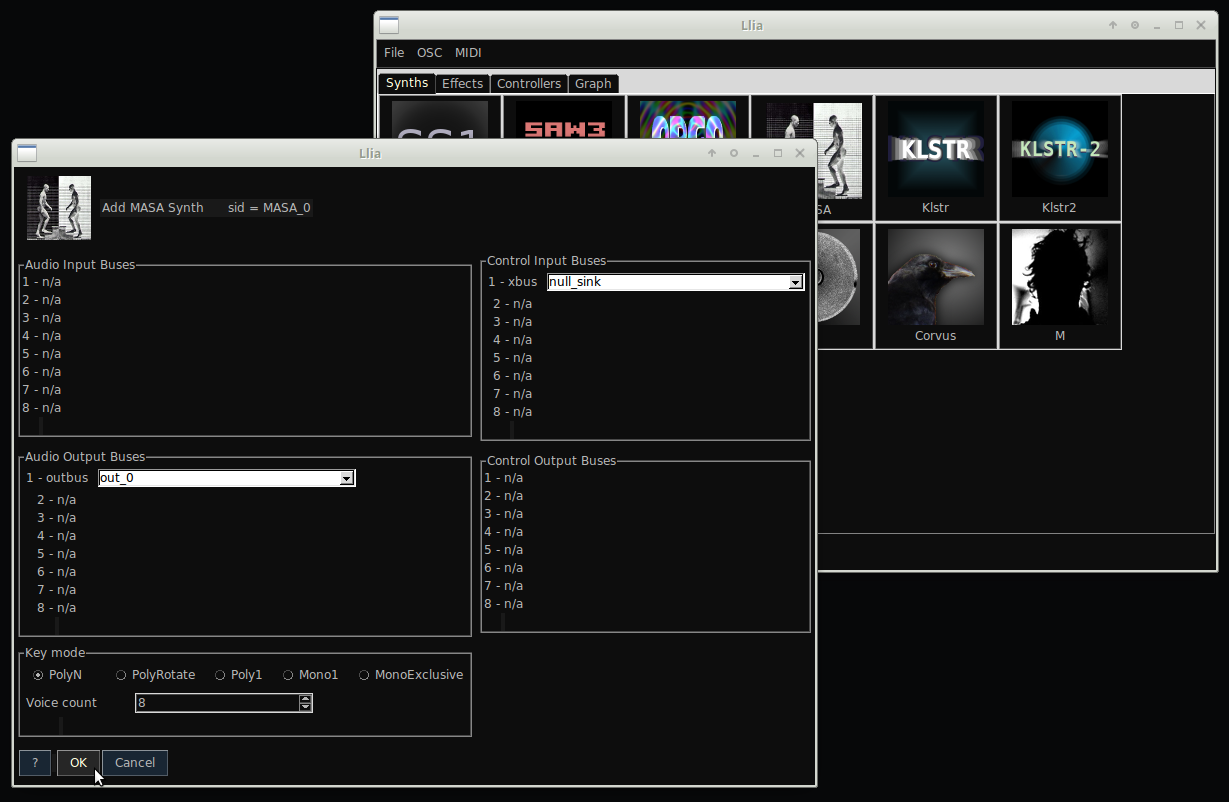 Llia
File OSC MIDI
Synths Effects Controllers Graph
SAW3
KLSTR
KLSTR-2
SA
Klstr
Klstr2
Corvus
M
Llia
Add MASA Synth sid = MASA_0
Audio Input Buses
1 - n/a
2 - n/a
3 - n/a
4 - n/a
5 - n/a
6 - n/a
7 - n/a
8 - n/a
Control Input Buses
1 - xbus null_sink
2 - n/a
3 - n/a
4 - n/a
5 - n/a
6 - n/a
7 - n/a
8 - n/a
Audio Output Buses
1 - outbus out_0
2 - n/a
3 - n/a
4 - n/a
5 - n/a
6 - n/a
7 - n/a
8 - n/a
Control Output Buses
1 - n/a
2 - n/a
3 - n/a
4 - n/a
5 - n/a
6 - n/a
7 - n/a
8 - n/a
Key mode
PolyN PolyRotate Poly1 Mono1 MonoExclusive
Voice count 8
? OK Cancel